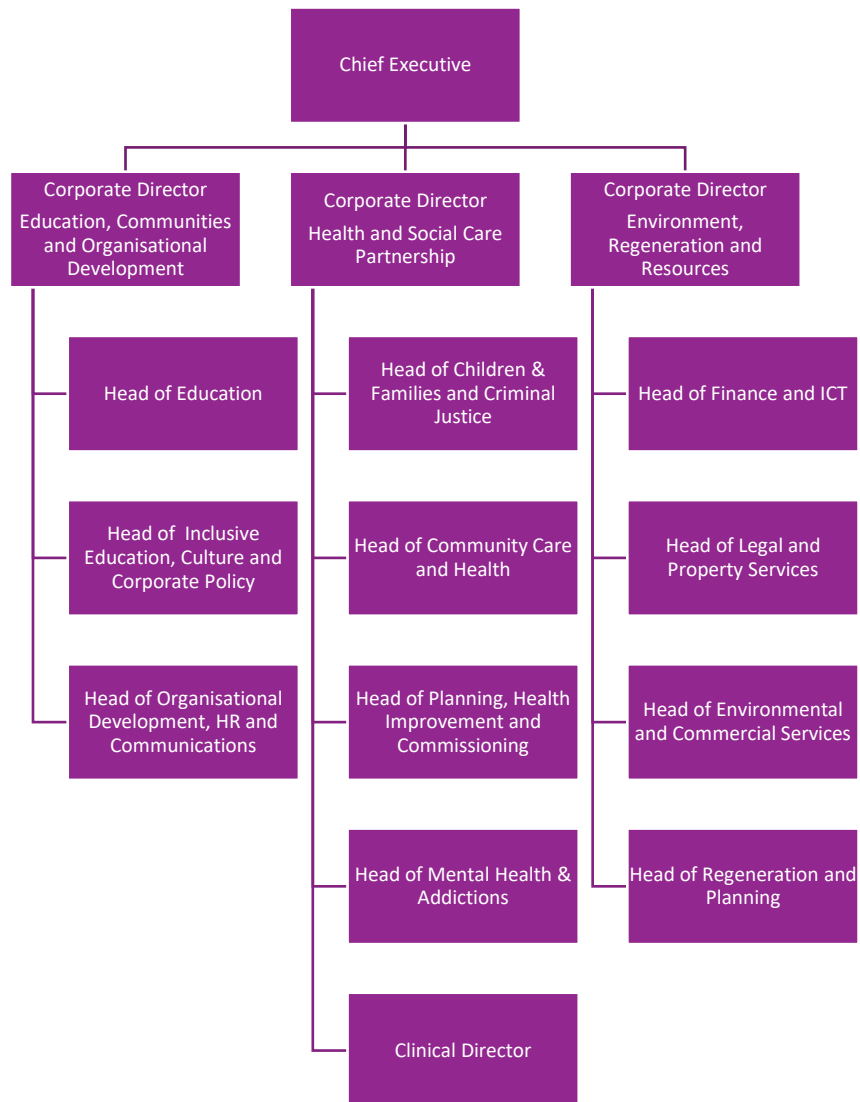 Chief Executive
Corporate Director
Education, Communities
and Organisational
Development
Corporate Director
Health and Social Care
Partnership
Corporate Director
Environment,
Regeneration and
Resources
Head of Education
Head of Inclusive
Education, Culture and
Corporate Policy
Head of Organisational
Development, HR and
Communications
Head of Children &
Families and Criminal
Justice
Head of Community Care
and Health
Head of Planning, Health
Improvement and
Commissioning
Head of Mental Health &
Addictions
Clinical Director
Head of Finance and ICT
Head of Legal and
Property Services
Head of Environmental
and Commercial Services
Head of Regeneration and
Planning